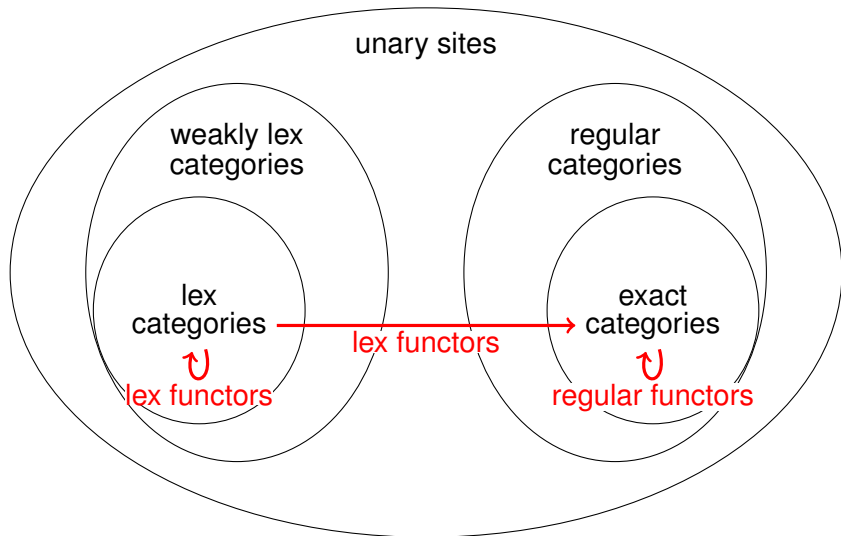 unary sites
weakly lex
categories
regular
categories
lex
categories
exact
categories
lex functors
lex functors
regular functors